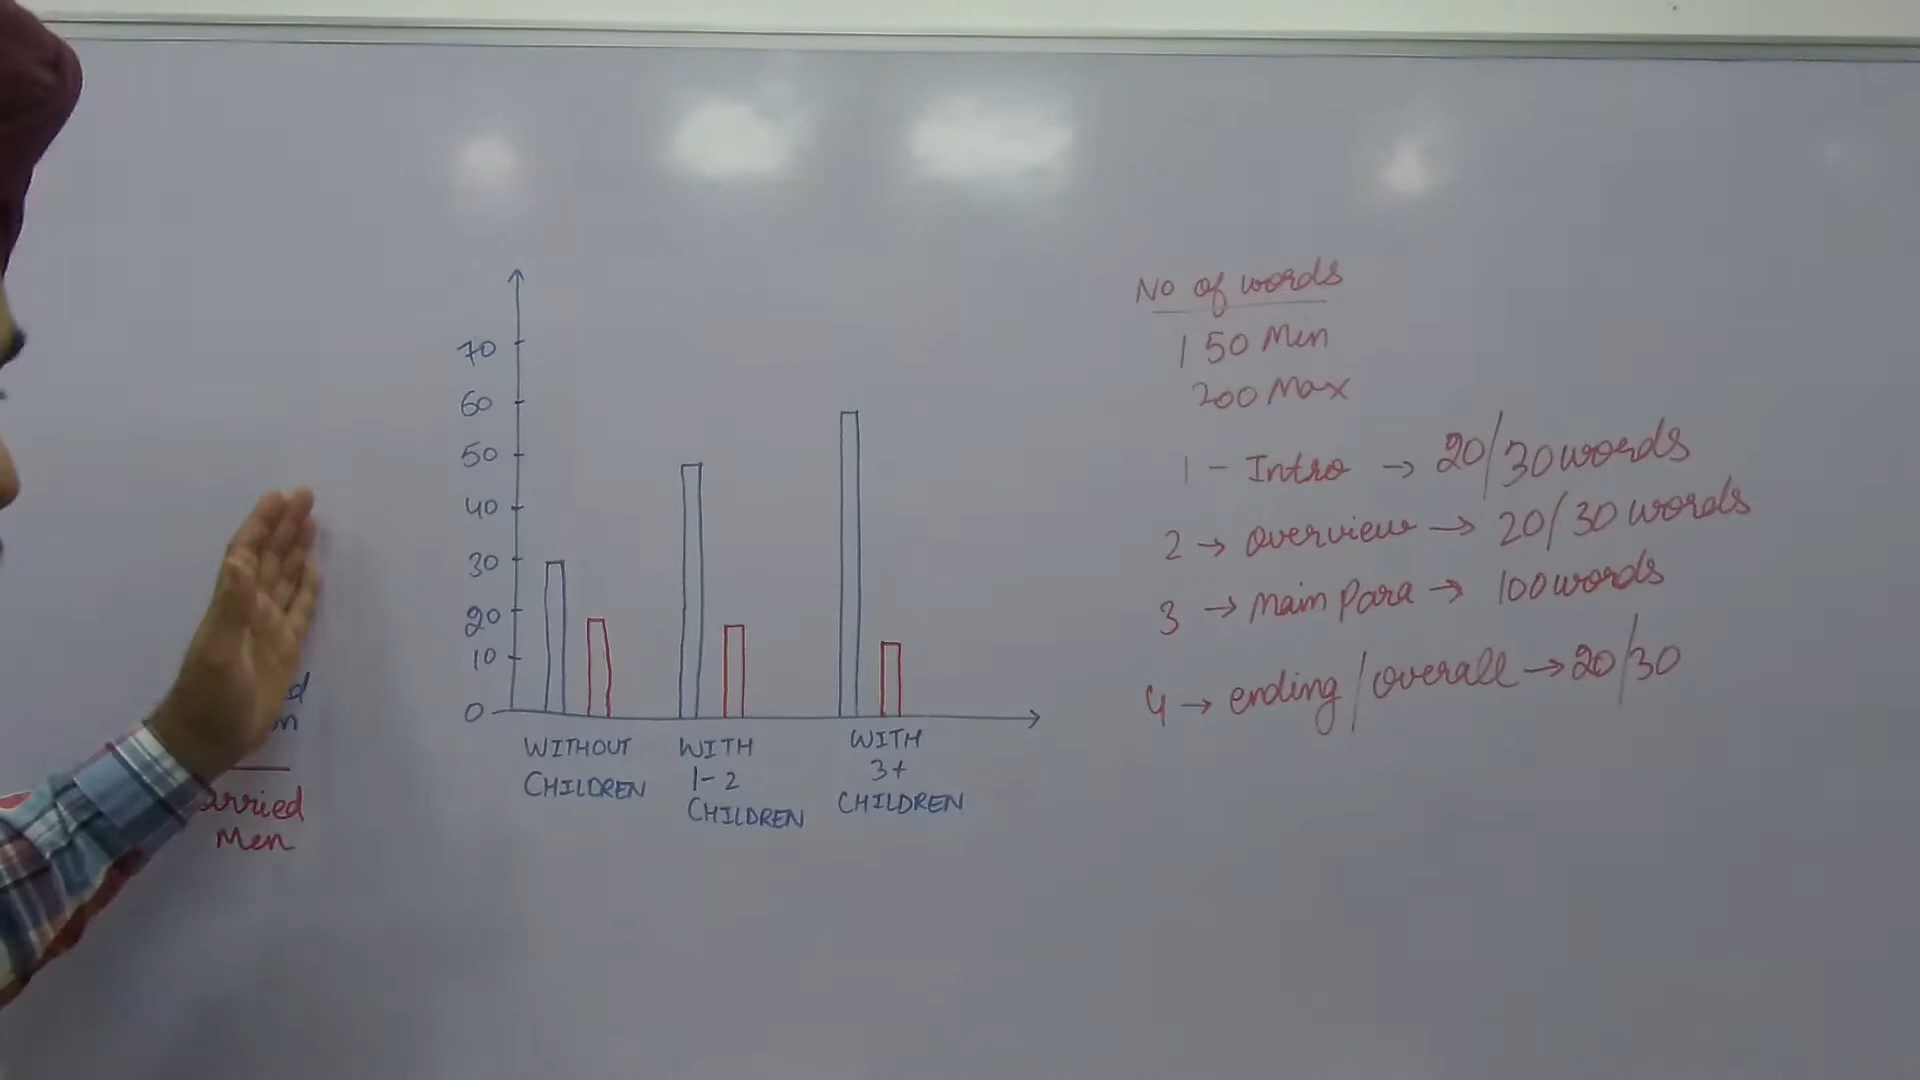 70
60
50
40
30
20
10
0
WITHOUT CHILDREN
WITH 1-2 CHILDREN
WITH 3+ CHILDREN
Men
No of words
150 Min
200 Max
1 - Intro → 20/30 words
2 → overview → 20/30 words
3 → Main Para → 100 words
4 → ending/overall → 20/30